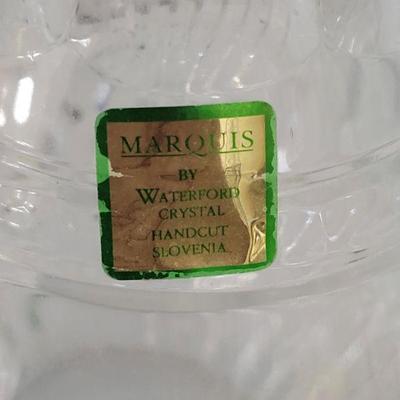 MARQUIS
BY
WATERFORD
CRYSTAL
HANDCUT
SLOVENIA